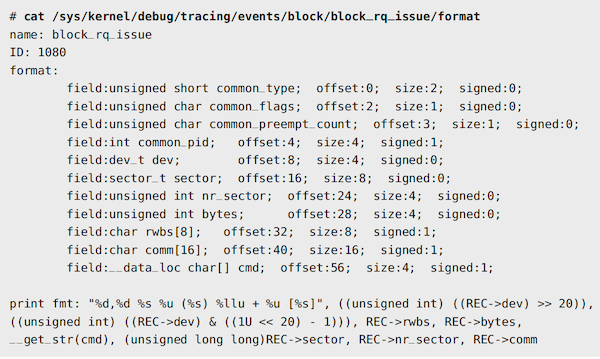 # cat /sys/kernel/debug/tracing/events/block/block_rq_issue/format
name: block_rq_issue
ID: 1080
format:
        field:unsigned short common_type;  offset:0;  size:2;  signed:0;
        field:unsigned char common_flags;  offset:2;  size:1;  signed:0;
        field:unsigned char common_preempt_count;  offset:3;  size:1;  signed:0;
        field:int common_pid;   offset:4;  size:4;  signed:1;
        field:dev_t dev;        offset:8;  size:4;  signed:0;
        field:sector_t sector;  offset:16;  size:8;  signed:0;
        field:unsigned int nr_sector;  offset:24;  size:4;  signed:0;
        field:unsigned int bytes;      offset:28;  size:4;  signed:0;
        field:char rwbs[8];   offset:32;  size:8;  signed:1;
        field:char comm[16];  offset:40;  size:16;  signed:1;
        field:__data_loc char[] cmd;  offset:56;  size:4;  signed:1;

print fmt: "%d,%d %s %u (%s) %llu + %u [%s]", ((unsigned int) ((REC->dev) >> 20)),
((unsigned int) ((REC->dev) & ((1U << 20) - 1))), REC->rwbs, REC->bytes,
__get_str(cmd), (unsigned long long)REC->sector, REC->nr_sector, REC->comm